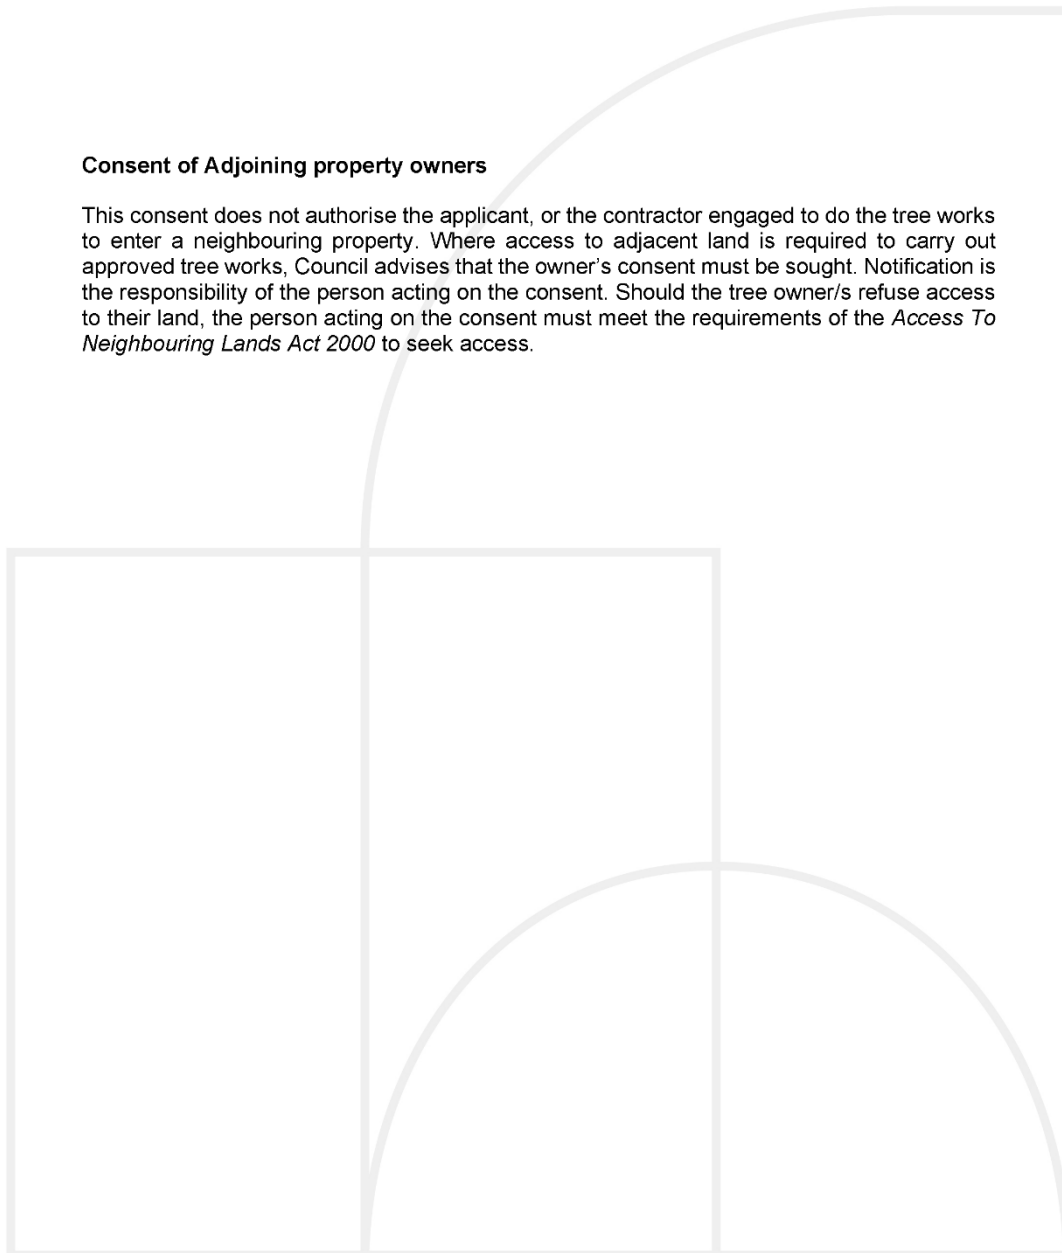 Consent of Adjoining property owners
This consent does not authorise the applicant, or the contractor engaged to do the tree works
to enter a neighbouring property. Where access to adjacent land is required to carry out
approved tree works, Council advises that the owner’s consent must be sought. Notification is
the responsibility of the person acting on the consent. Should the tree owner/s refuse access
to their land, the person acting on the consent must meet the requirements of the Access To
Neighbouring Lands Act 2000 to seek access.